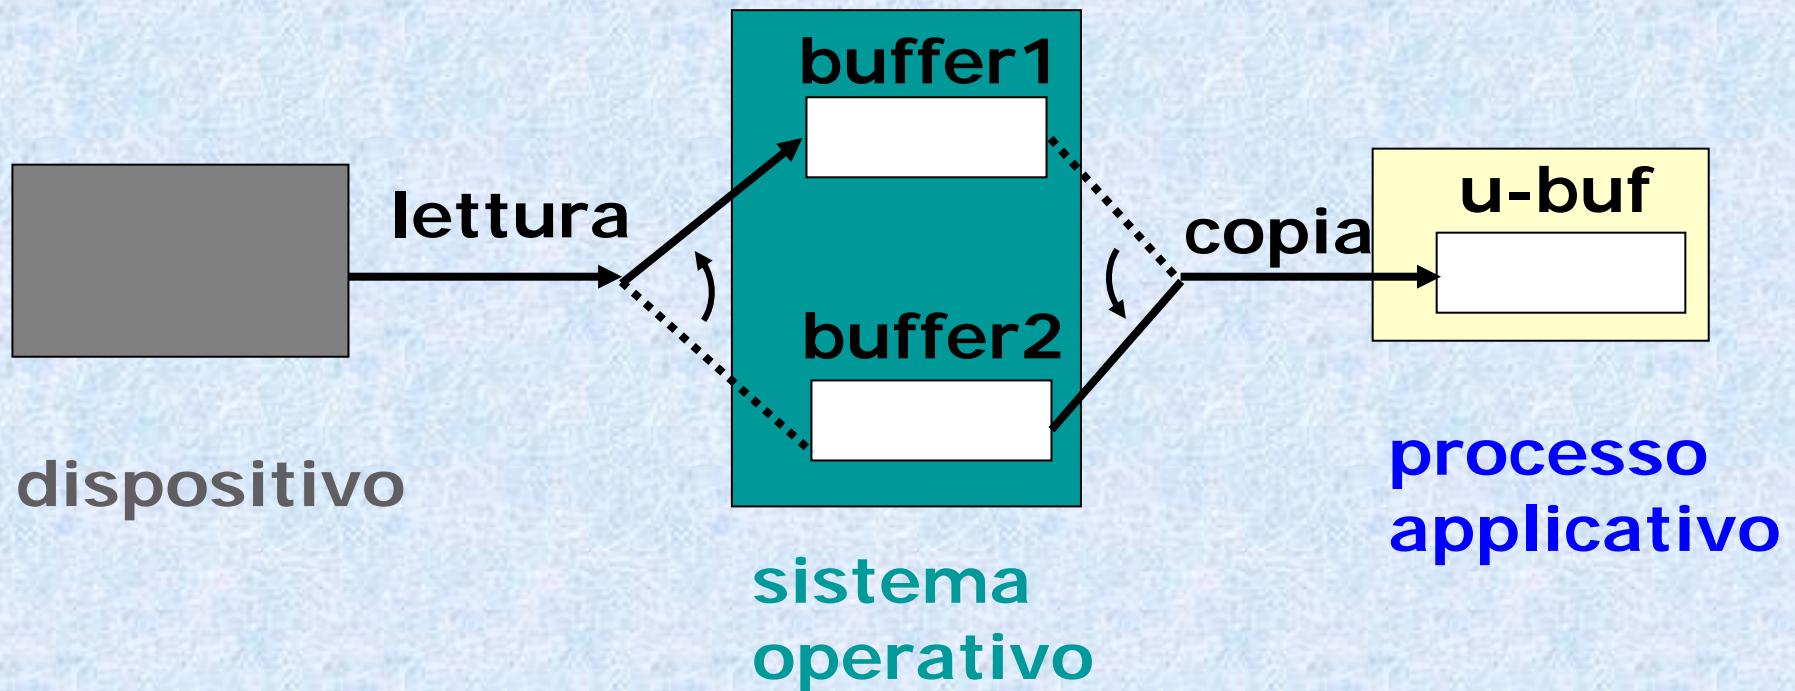 buffer1
lettura
u-buf
copia
buffer2
dispositivo
processo
applicativo
sistema
operativo